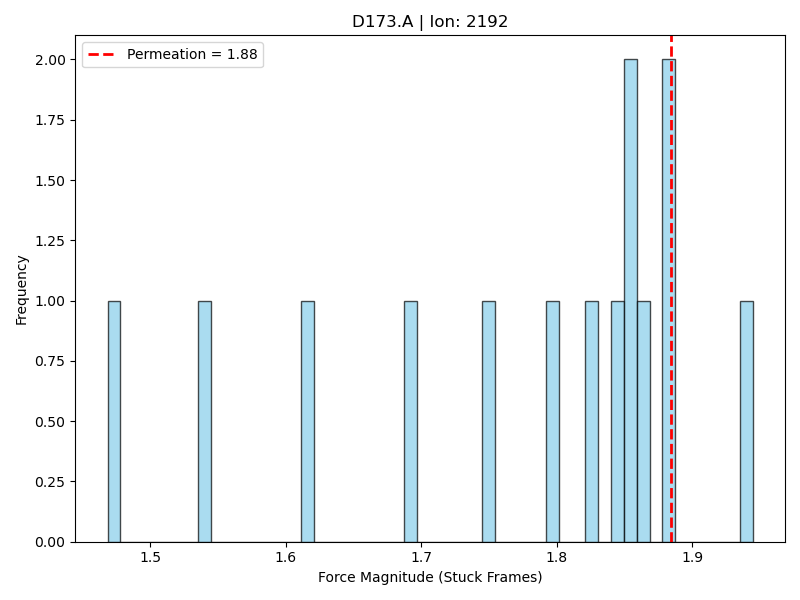 D173.A | Ion: 2192
Permeation = 1.88
2.00
1.75
1.50
1.25
1.00
0.75
0.50
0.25
0.00
Frequency
1.5 1.6 1.7 1.8 1.9
Force Magnitude (Stuck Frames)